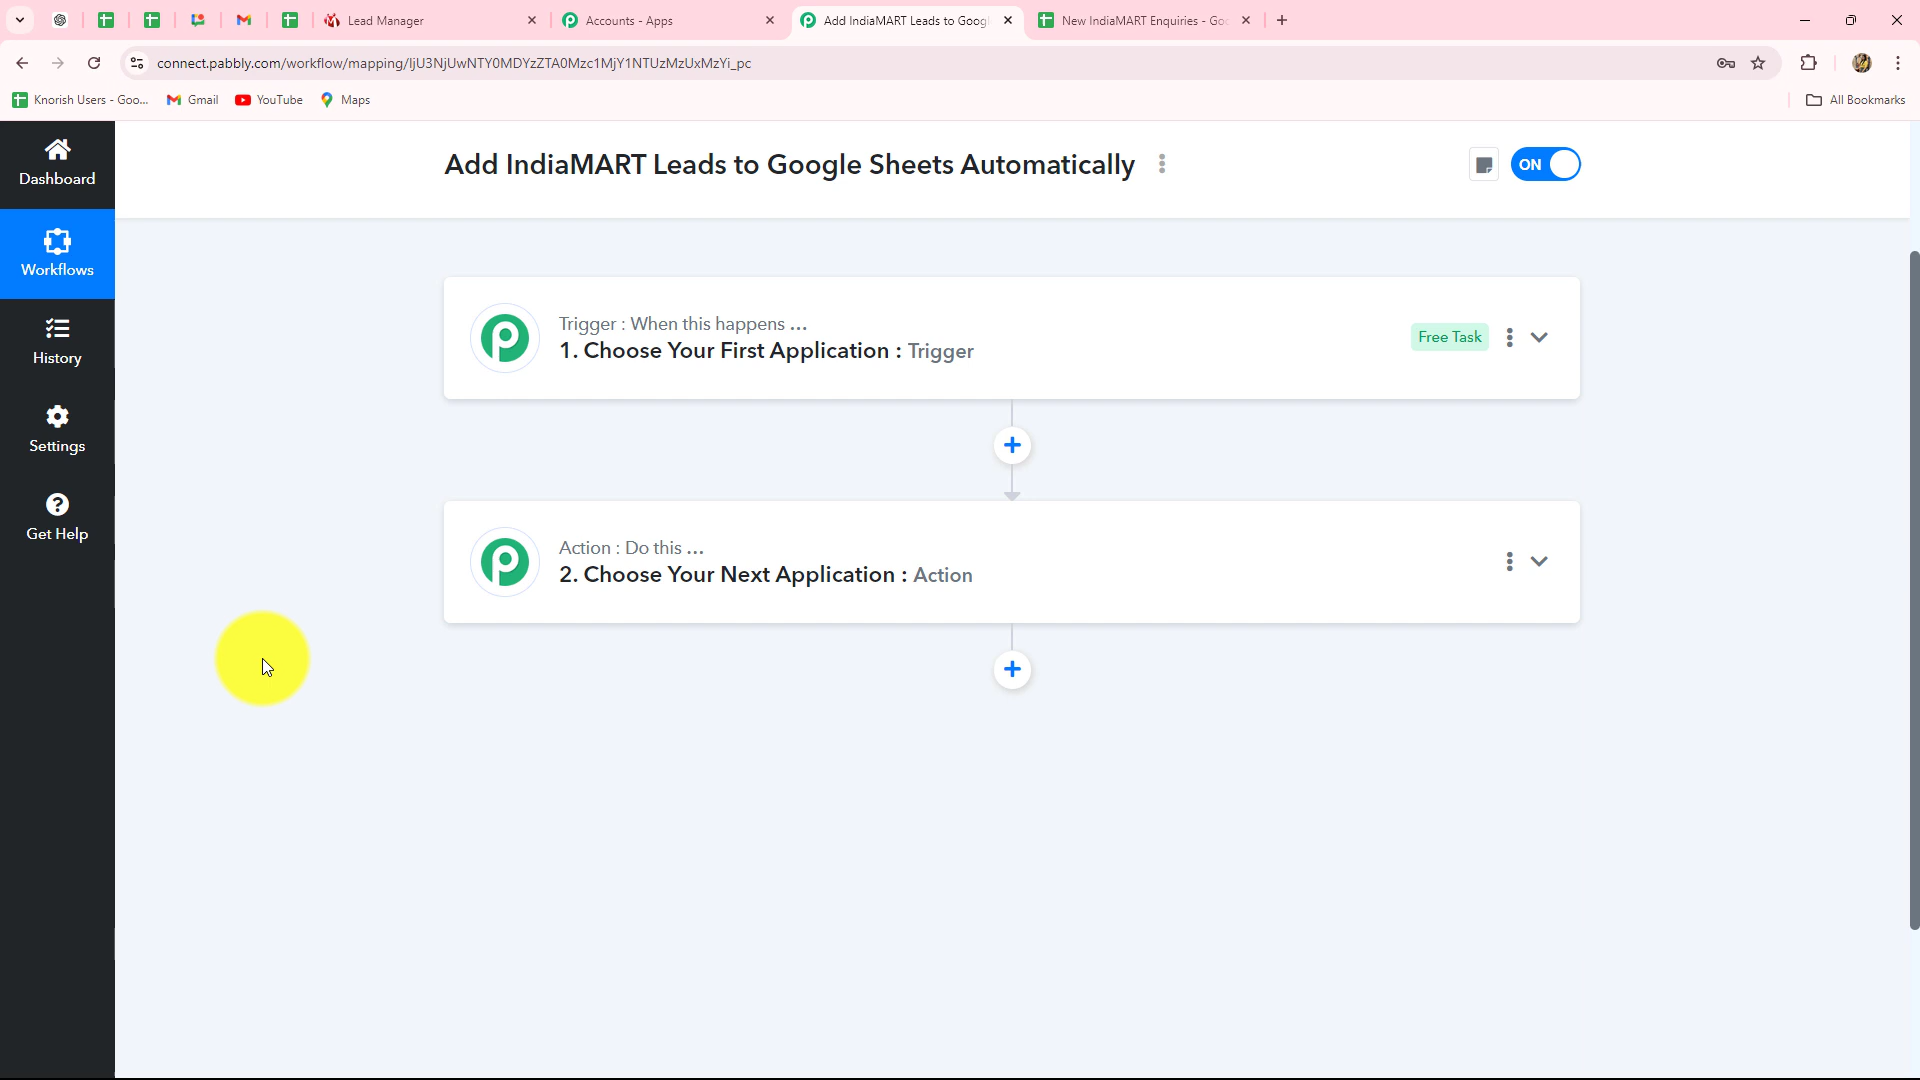 Lead Manager
Accounts - Apps
Add IndiaMART Leads to Googl
New IndiaMART Enquiries - Goo
connect.pabbly.com/workflow/mapping/IjU3NjUwNTY0MDYzZTA0Mzc1MjY1NTUzMzUxMzYi_pc
Knorish Users - Goo...
Gmail
YouTube
Maps
All Bookmarks
Dashboard
Workflows
History
Settings
Get Help
Add IndiaMART Leads to Google Sheets Automatically
ON
Trigger : When this happens ...
1. Choose Your First Application : Trigger
Free Task
Action : Do this ...
2. Choose Your Next Application : Action